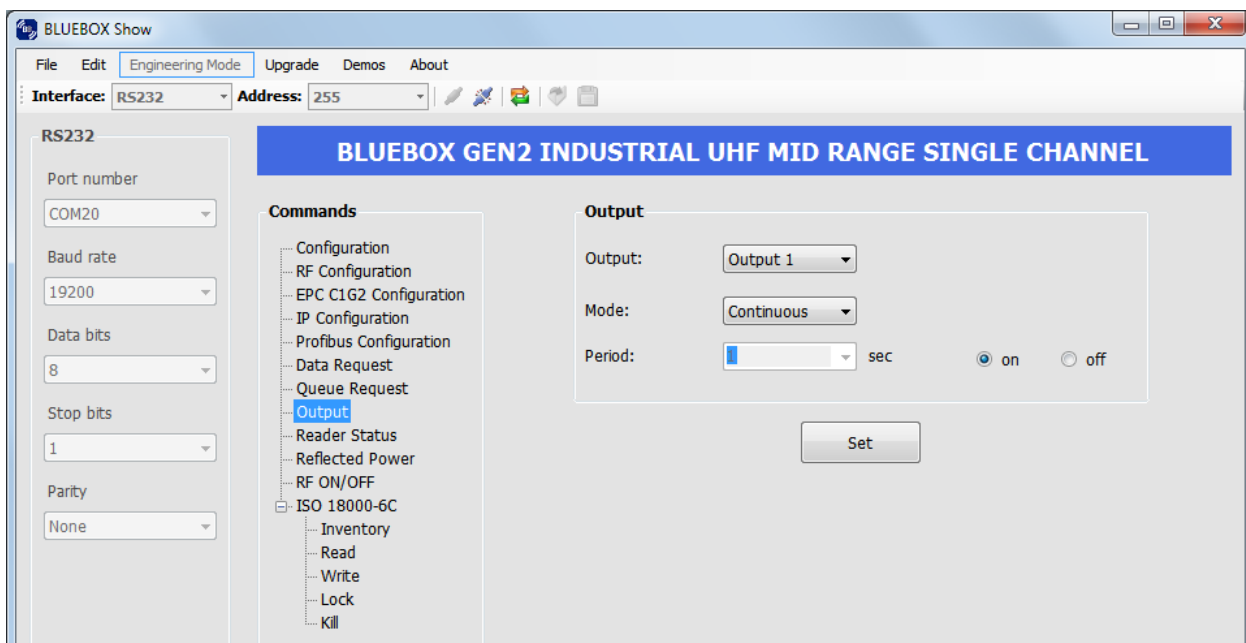 BLUEBOX Show
File Edit Engineering Mode Upgrade Demos About
Interface: RS232 Address: 255
RS232
Port number
COM20
Baud rate
19200
Data bits
8
Stop bits
1
Parity
None
BLUEBOX GEN2 INDUSTRIAL UHF MID RANGE SINGLE CHANNEL
Commands
Configuration
RF Configuration
EPC C1G2 Configuration
IP Configuration
Profibus Configuration
Data Request
Queue Request
Output
Reader Status
Reflected Power
RF ON/OFF
ISO 18000-6C
Inventory
Read
Write
Lock
Kill
Output
Output: Output 1
Mode: Continuous
Period: 1 sec on off
Set